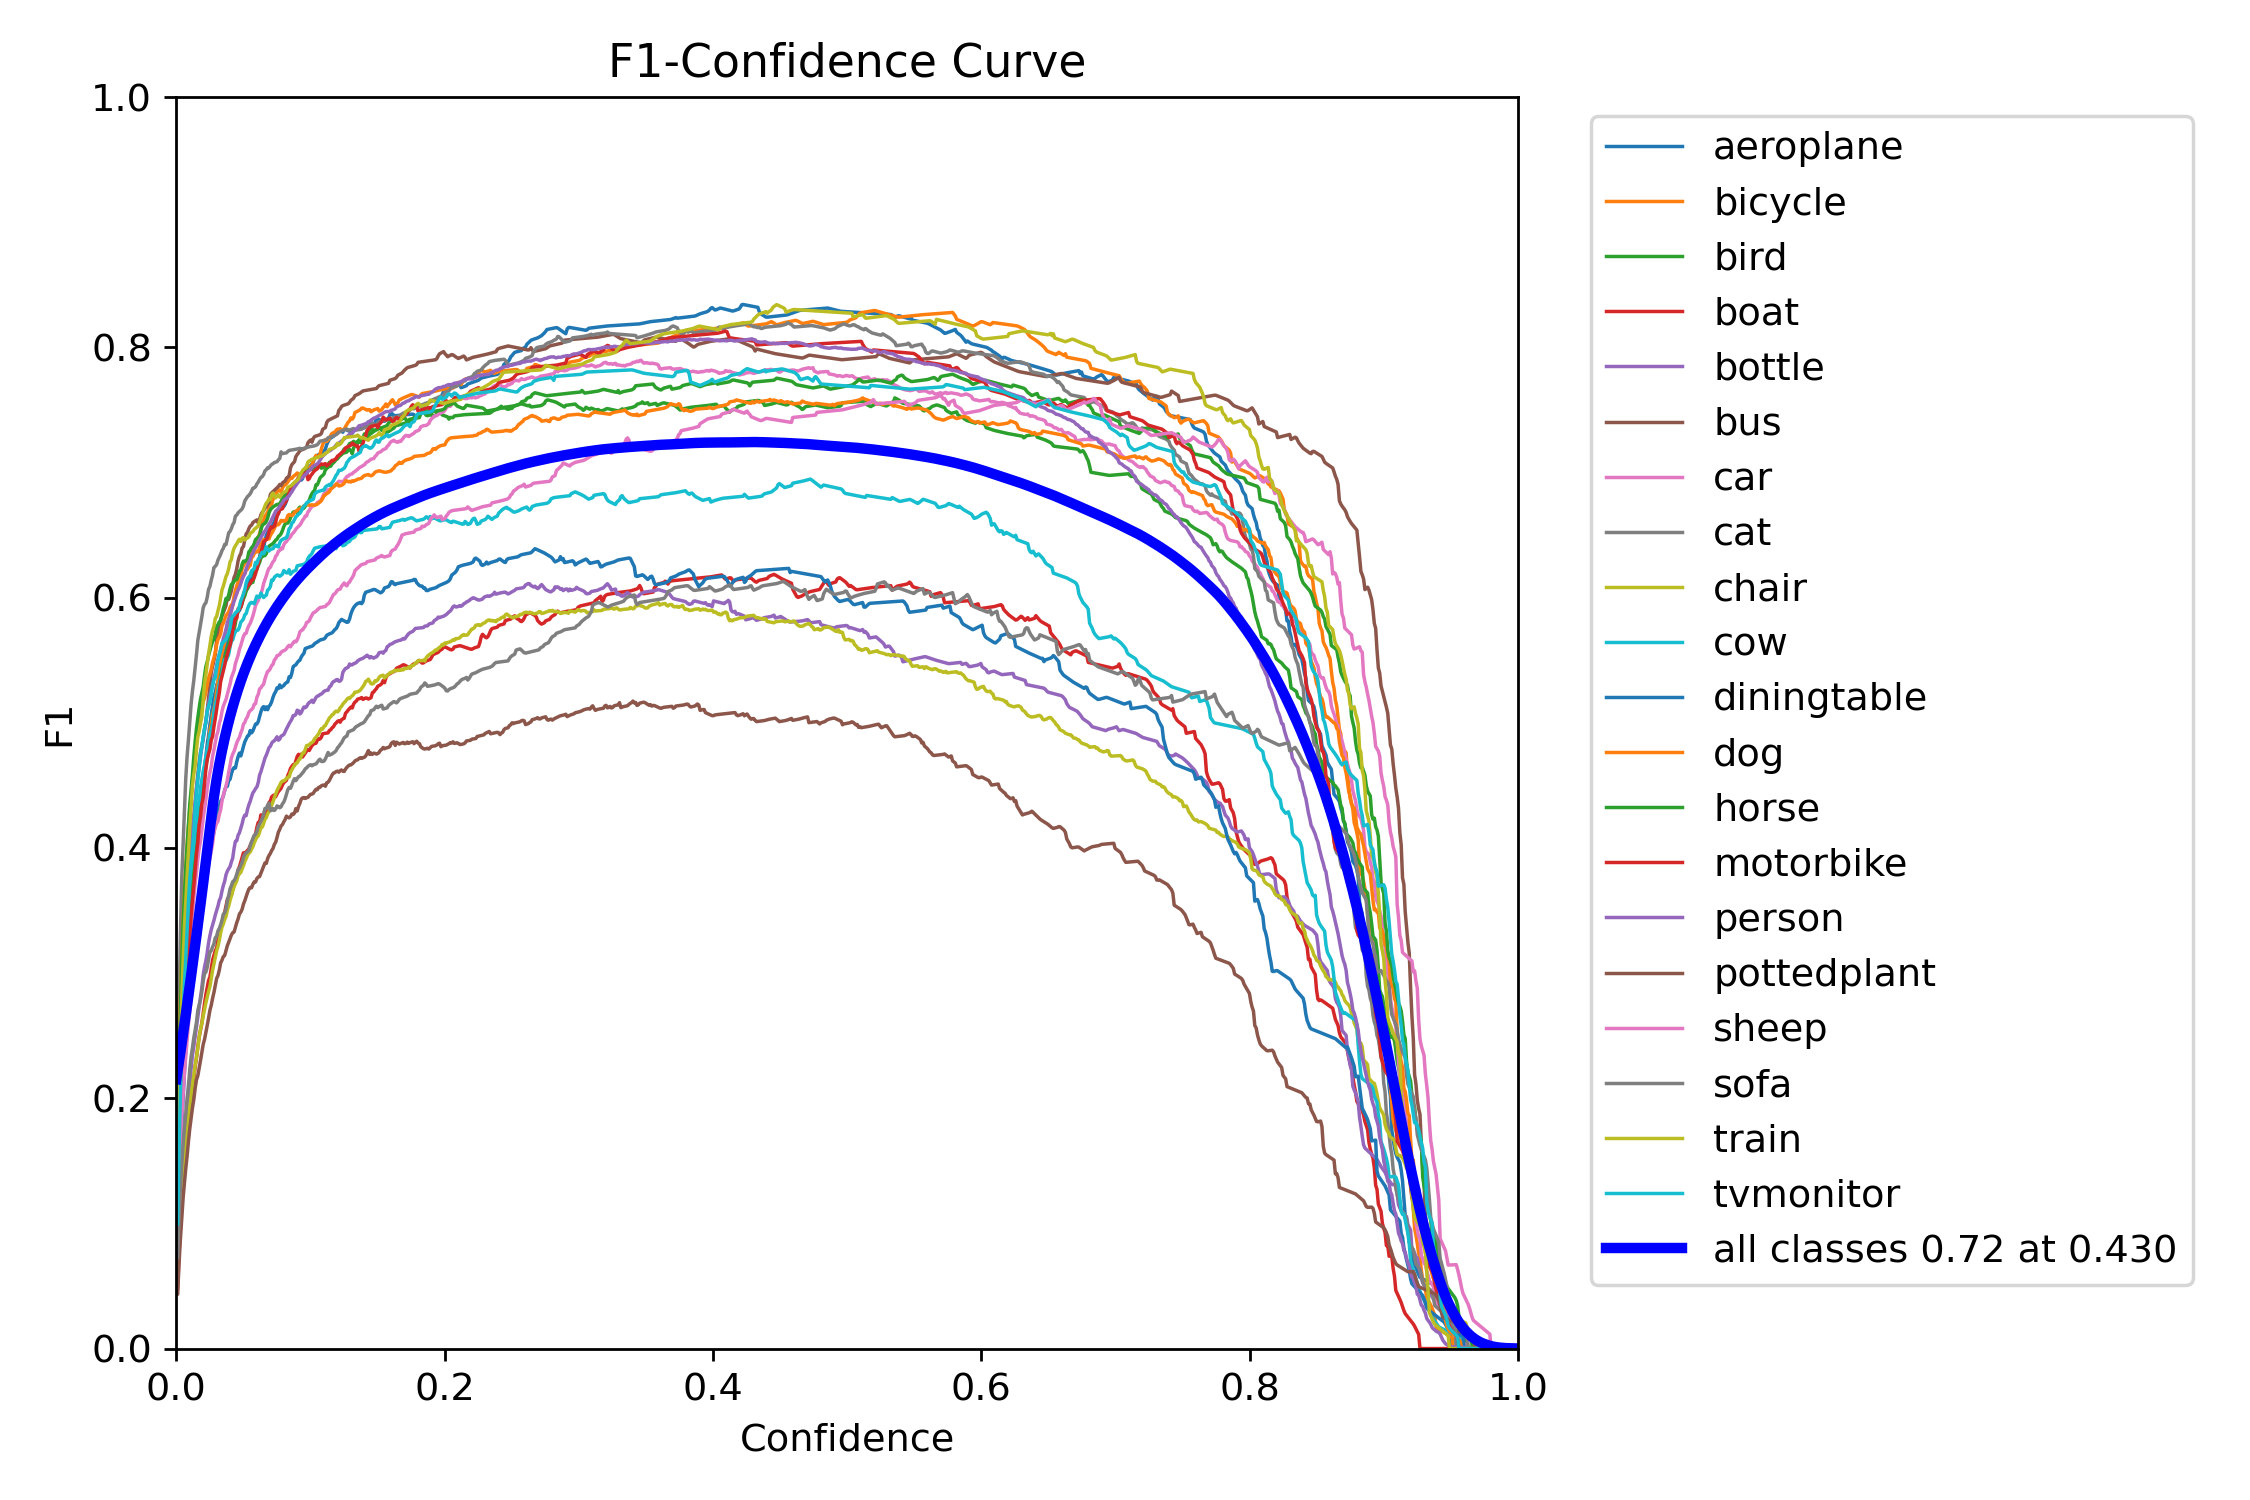 F1-Confidence Curve
1.0
0.8
0.6
0.4
0.2
0.0
F1
0.0 0.2 0.4 0.6 0.8 1.0
Confidence
aeroplane
bicycle
bird
boat
bottle
bus
car
cat
chair
cow
diningtable
dog
horse
motorbike
person
pottedplant
sheep
sofa
train
tvmonitor
all classes 0.72 at 0.430